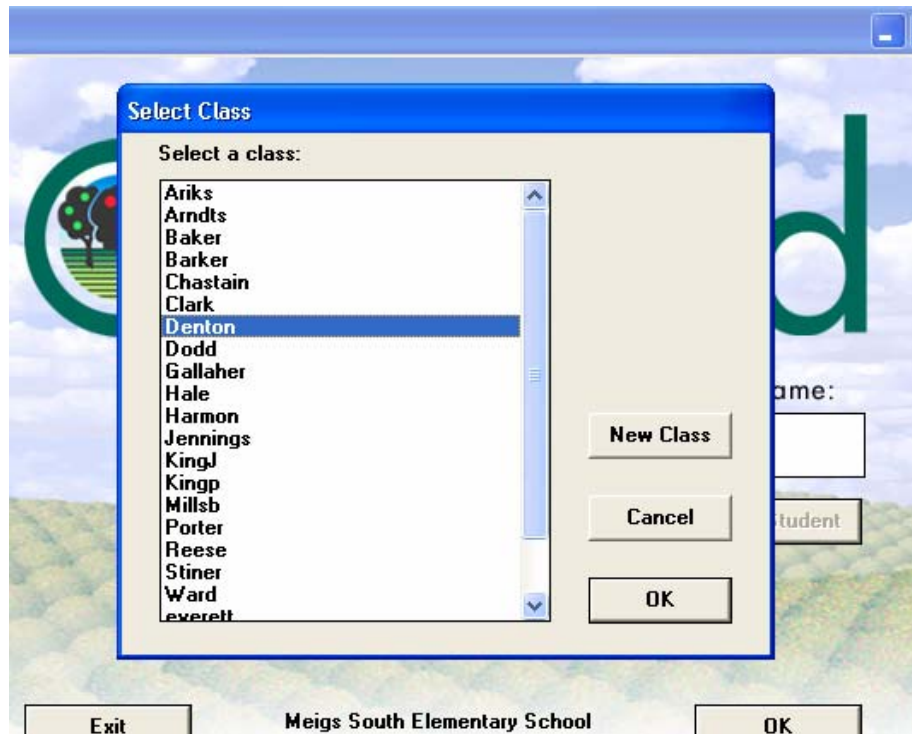 Select Class
Select a class:
Ariks
Arndts
Baker
Barker
Chastain
Clark
Denton
Dodd
Gallaher
Hale
Harmon
Jennings
KingJ
Kingp
Millsb
Porter
Reese
Stiner
Ward
everett
New Class
Cancel
OK
d
ame:
tudent
Exit
Meigs South Elementary School
OK